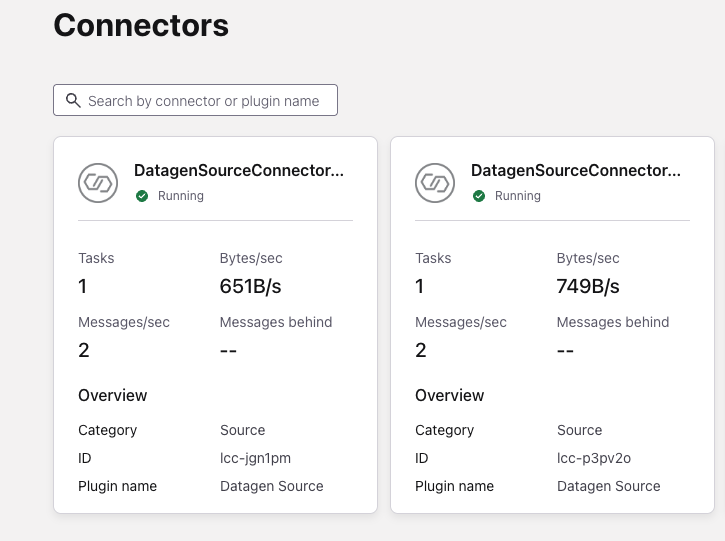 Connectors
Search by connector or plugin name
DatagenSourceConnector...
Running
Tasks Bytes/sec
1 651B/s
Messages/sec Messages behind
2 --
Overview
Category Source
ID lcc-jgn1pm
Plugin name Datagen Source
DatagenSourceConnector...
Running
Tasks Bytes/sec
1 749B/s
Messages/sec Messages behind
2 --
Overview
Category Source
ID lcc-p3pv2o
Plugin name Datagen Source